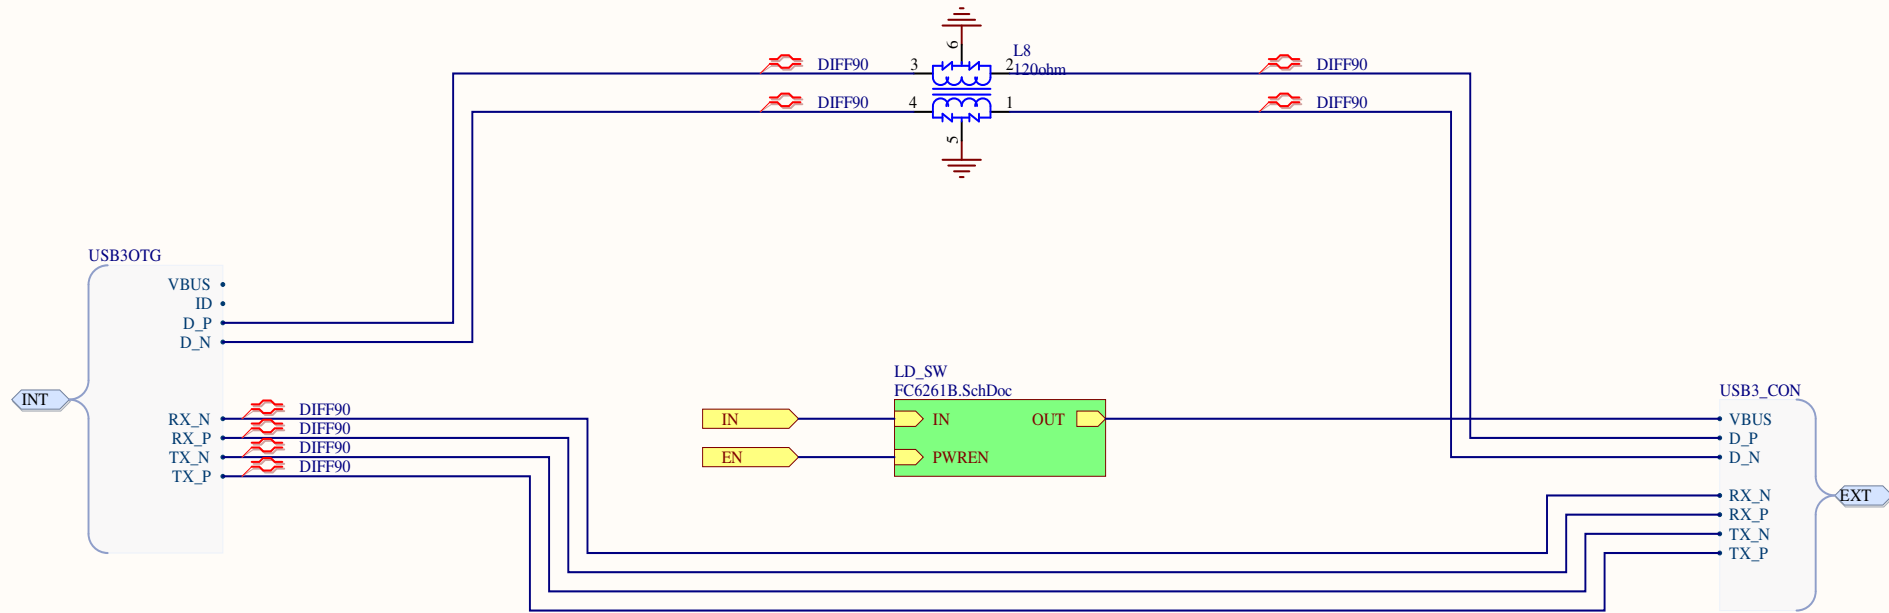 6
L8
3
2
120ohm
DIFF90
DIFF90
4
1
DIFF90
DIFF90
5
USB3OTG
VBUS
ID
D_P
D_N
INT
RX_N
RX_P
TX_N
TX_P
DIFF90
DIFF90
DIFF90
DIFF90
LD_SW
FC6261B.SchDoc
IN
EN
IN
OUT
PWREN
USB3_CON
VBUS
D_P
D_N
RX_N
RX_P
TX_N
TX_P
EXT